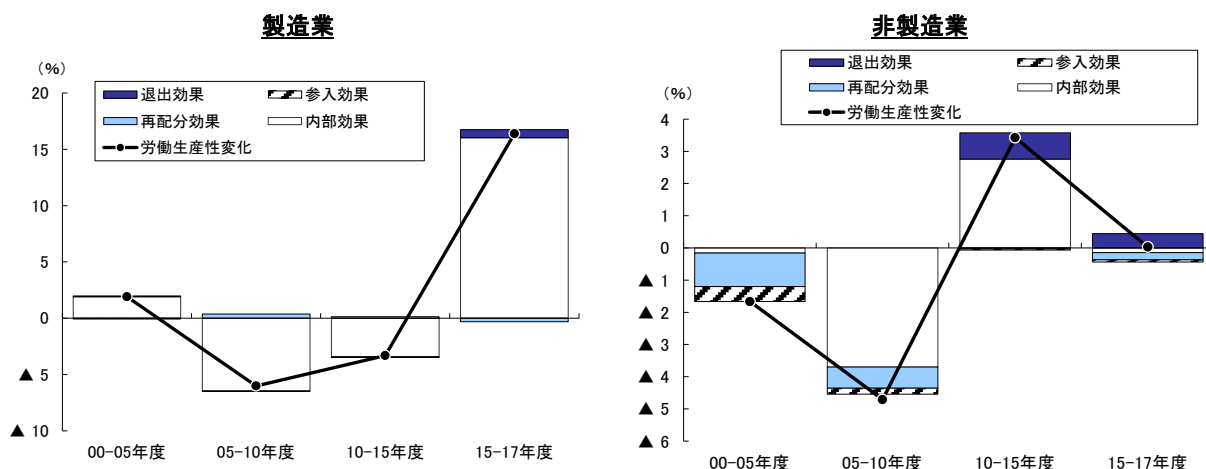 製造業
(%)
退出効果 参入効果
再配分効果 内部効果
労働生産性変化
20
15
10
5
0
▲ 5
▲ 10
00-05年度 05-10年度 10-15年度 15-17年度
非製造業
(%)
退出効果 参入効果
再配分効果 内部効果
労働生産性変化
4
3
2
1
0
▲ 1
▲ 2
▲ 3
▲ 4
▲ 5
▲ 6
00-05年度 05-10年度 10-15年度 15-17年度